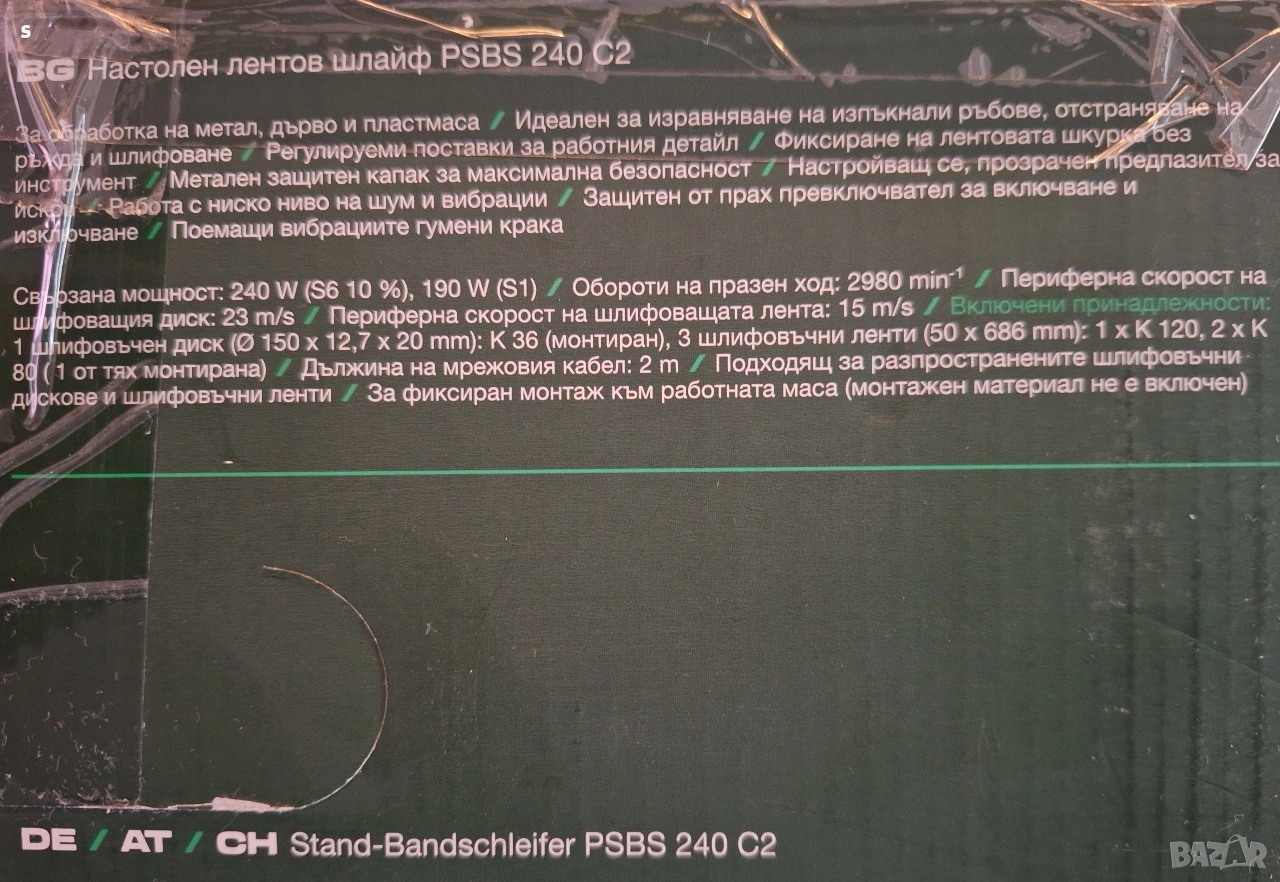 s
BG Настолен лентов шлайф PSBS 240 C2
За обработка на метал, дърво и пластмаса / Идеален за изравняване на изпъкнали ръбове, отстраняване на
ръжда и шлифоване / Регулируеми поставки за работния детайл / Фиксиране на лентовата шкурка без
инструмент / Метален защитен капак за максимална безопасност / Настройващ се, прозрачен предпазител за
искри / Работа с ниско ниво на шум и вибрации / Защитен от прах превключвател за включване и
изключване / Поемащи вибрациите гумени крака
Свързана мощност: 240 W (S6 10 %), 190 W (S1) / Обороти на празен ход: 2980 min⁻¹ / Периферна скорост на
шлифоващия диск: 23 m/s / Периферна скорост на шлифоващата лента: 15 m/s / Включени принадлежности:
1 шлифовъчен диск (Ø 150 x 12,7 x 20 mm): K 36 (монтиран), 3 шлифовъчни ленти (50 x 686 mm): 1 x K 120, 2 x K
80 ( 1 от тях монтирана) / Дължина на мрежовия кабел: 2 m / Подходящ за разпространените шлифовъчни
дискове и шлифовъчни ленти / За фиксиран монтаж към работната маса (монтажен материал не е включен)
DE / AT / CH Stand-Bandschleifer PSBS 240 C2
BAZAR